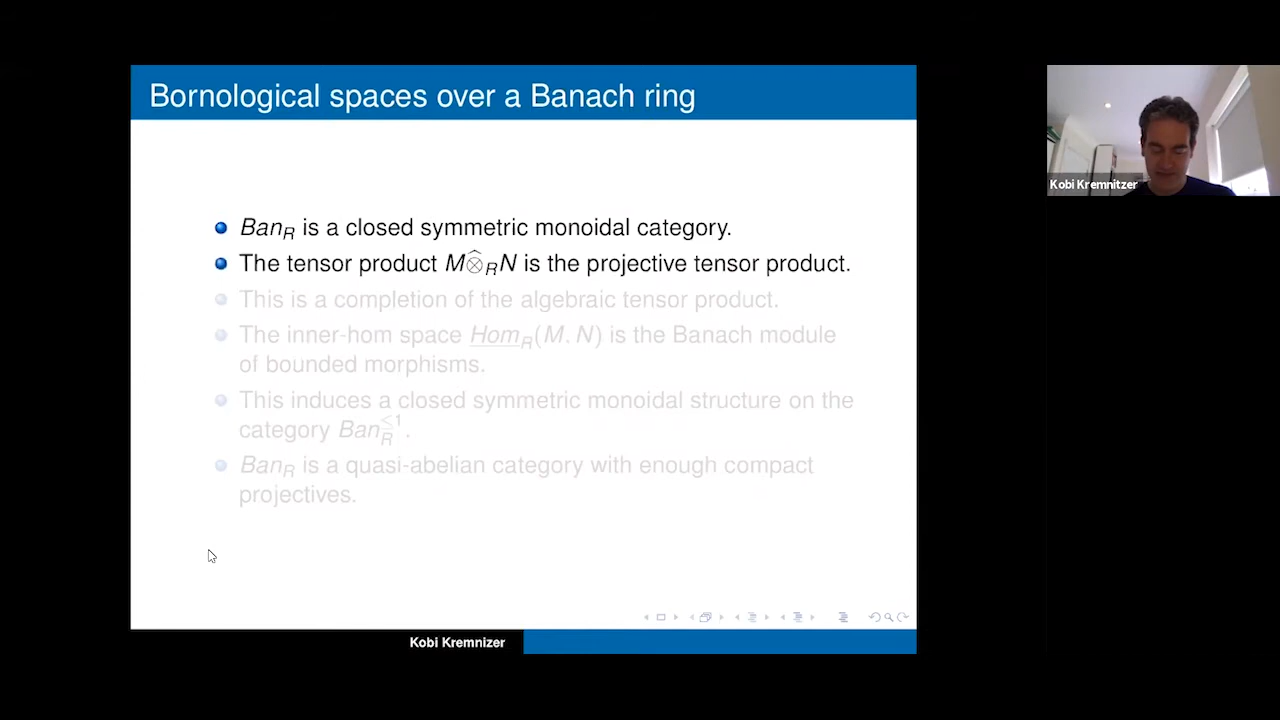 Bornological spaces over a Banach ring
Kobi Kremnitzer
Ban_R is a closed symmetric monoidal category.
The tensor product M⊗̂_R N is the projective tensor product.
This is a completion of the algebraic tensor product.
The inner-hom space Hom_R(M, N) is the Banach module
of bounded morphisms.
This induces a closed symmetric monoidal structure on the
category Ban_R^{≤1}.
Ban_R is a quasi-abelian category with enough compact
projectives.
Kobi Kremnizer